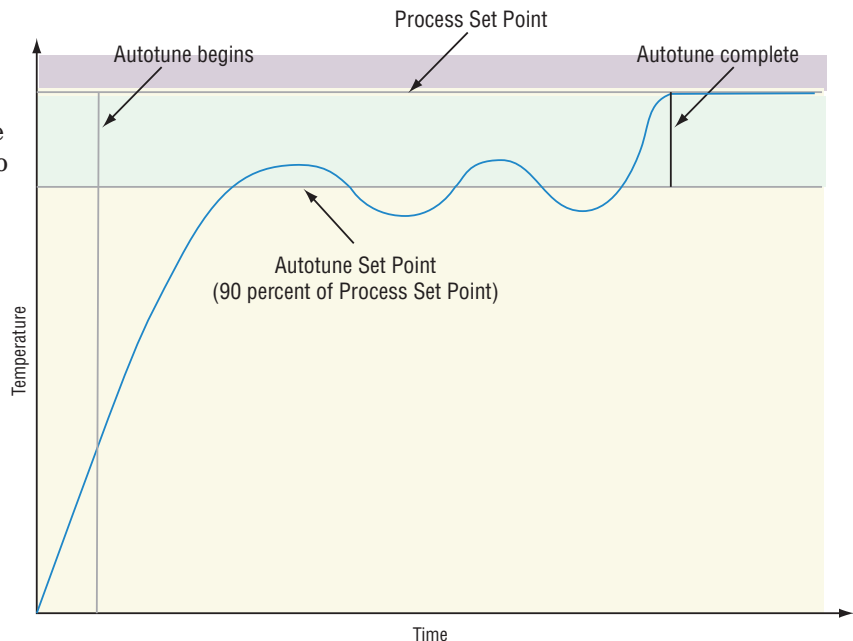 Process Set Point
Autotune begins
Autotune complete
e
o
Autotune Set Point
(90 percent of Process Set Point)
Temperature
Time